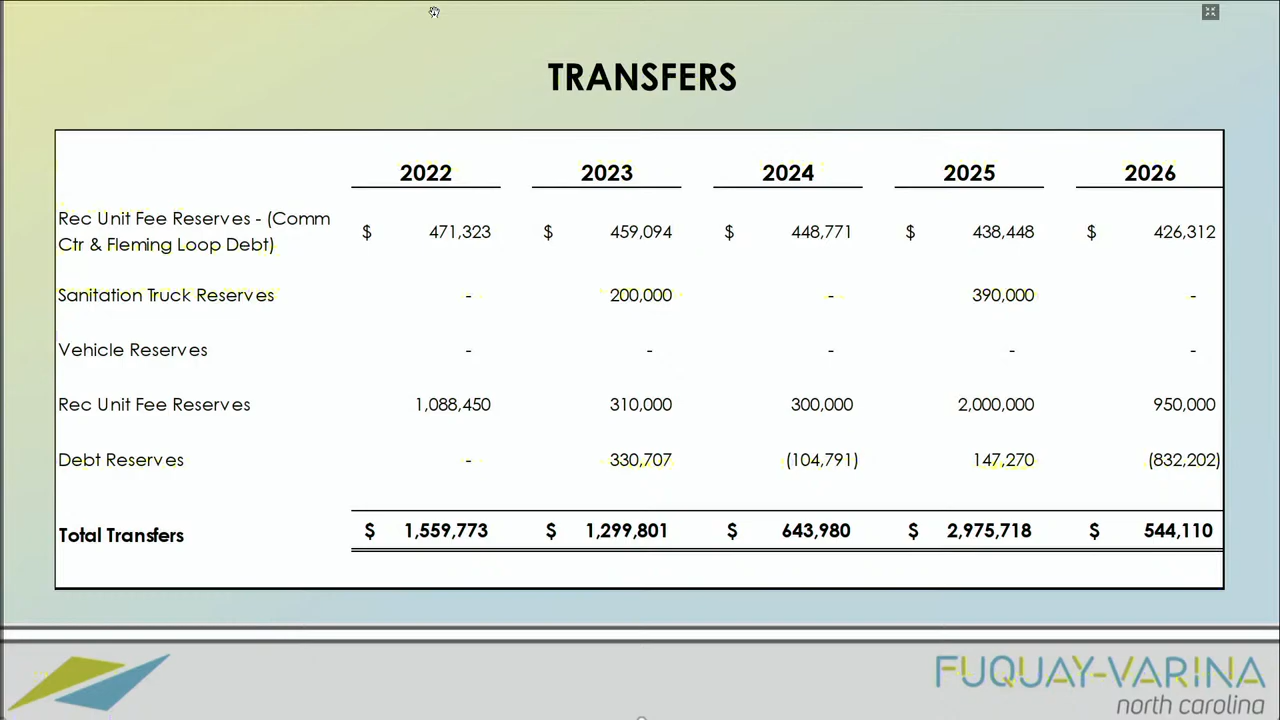 TRANSFERS
2022 2023 2024 2025 2026
Rec Unit Fee Reserves - (Comm
Ctr & Fleming Loop Debt) $ 471,323 $ 459,094 $ 448,771 $ 438,448 $ 426,312
Sanitation Truck Reserves - 200,000 - 390,000 -
Vehicle Reserves - - - - -
Rec Unit Fee Reserves 1,088,450 310,000 300,000 2,000,000 950,000
Debt Reserves - 330,707 (104,791) 147,270 (832,202)
Total Transfers $ 1,559,773 $ 1,299,801 $ 643,980 $ 2,975,718 $ 544,110
FUQUAY-VARINA
north carolina